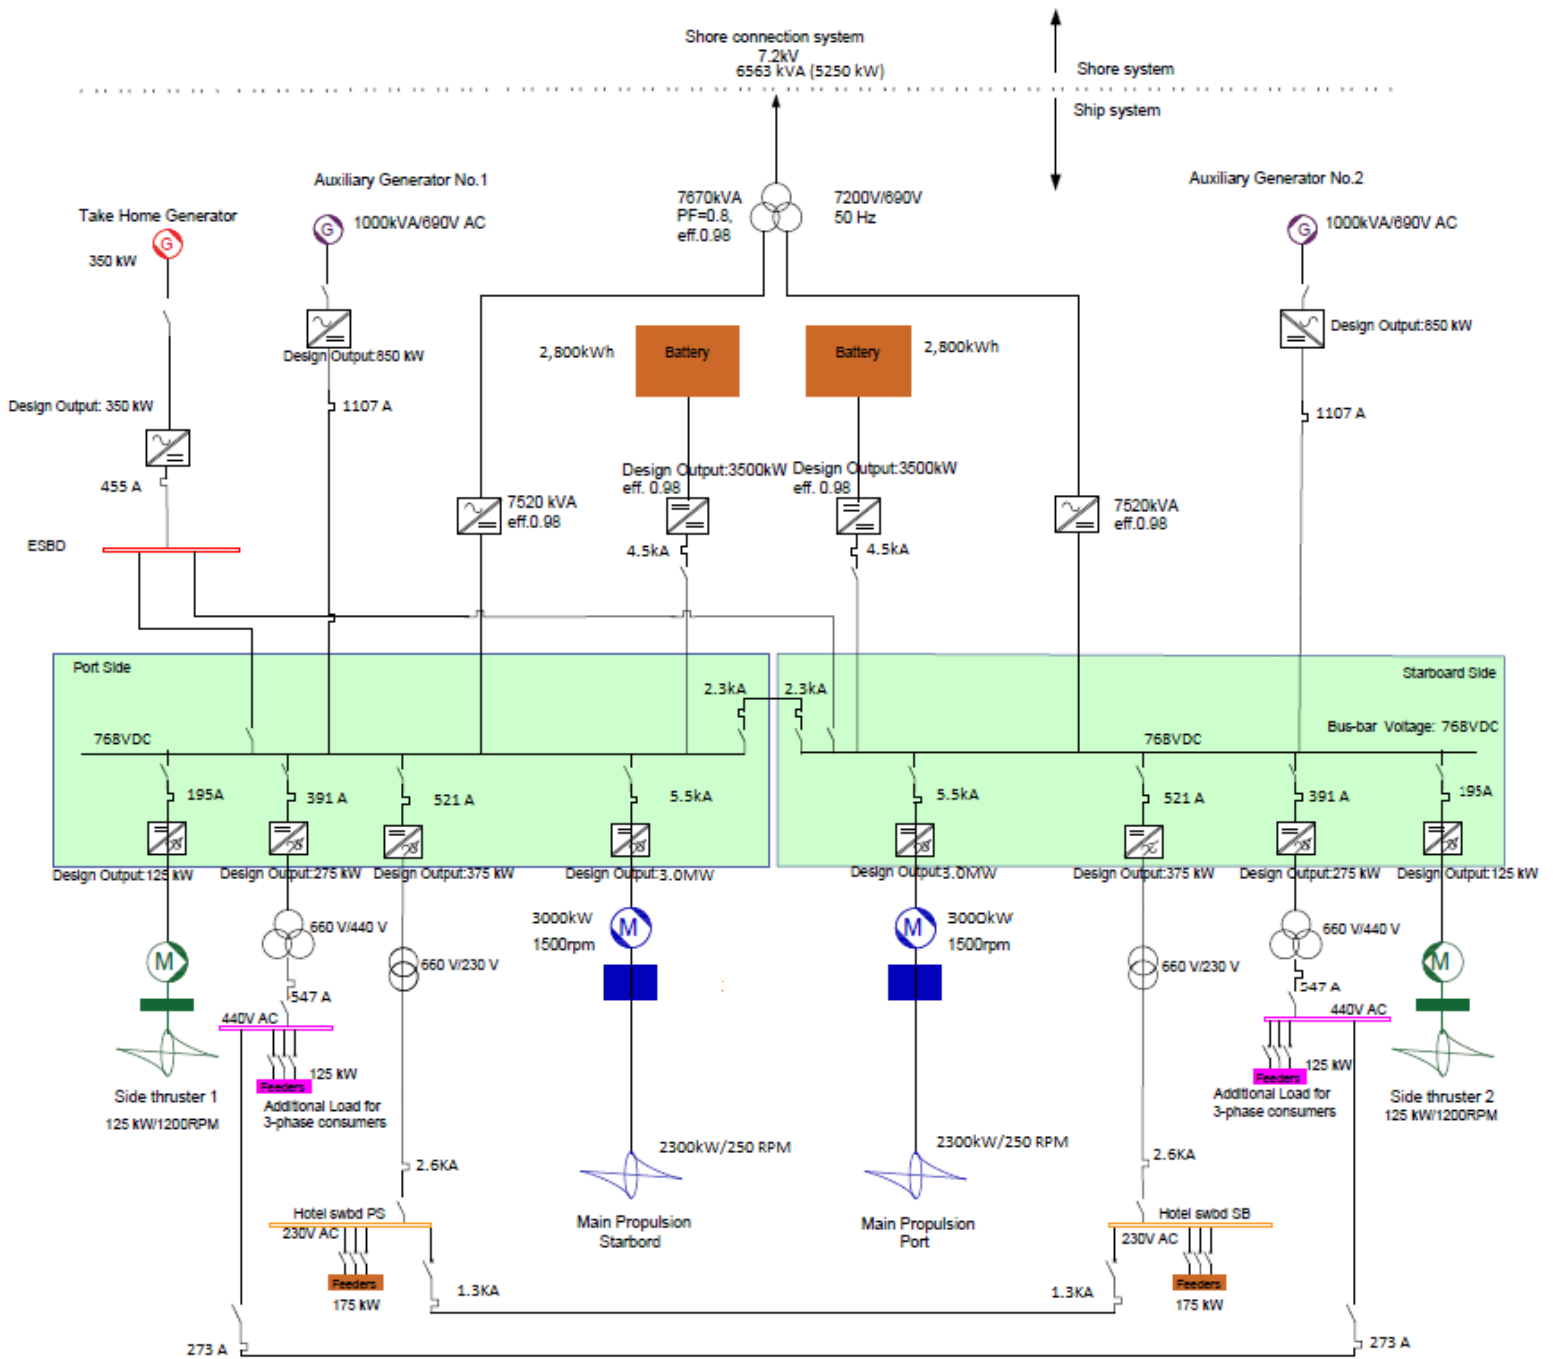 Shore connection system
7.2kV
6563 kVA (5250 kW)
Shore system
Ship system
Auxiliary Generator No.1
Auxiliary Generator No.2
Take Home Generator
G
350 kW
G
1000kVA/690V AC
7670kVA
PF=0.8,
eff.0.98
7200V/690V
50 Hz
G
1000kVA/690V AC
Design Output:850 kW
Design Output:850 kW
2,800kWh
Battery
Battery
2,800kWh
Design Output: 350 kW
1107 A
1107 A
455 A
Design Output:3500kW
eff. 0.98
Design Output:3500kW
eff. 0.98
7520 kVA
eff.0.98
7520kVA
eff.0.98
ESBD
4.5kA
4.5kA
Port Side
Starboard Side
2.3kA
2.3kA
768VDC
768VDC
Bus-bar Voltage: 768VDC
195A
391 A
521 A
5.5kA
5.5kA
521 A
391 A
195A
Design Output:125 kW
Design Output:275 kW
Design Output:375 kW
Design Output:3.0MW
Design Output:3.0MW
Design Output:375 kW
Design Output:275 kW
Design Output:125 kW
660 V/440 V
3000kW
1500rpm
M
M
3000kW
1500rpm
660 V/440 V
M
660 V/230 V
660 V/230 V
M
547 A
547 A
440V AC
440V AC
125 kW
Feeders
125 kW
Feeders
Side thruster 1
125 kW/1200RPM
Additional Load for
3-phase consumers
Additional Load for
3-phase consumers
Side thruster 2
125 kW/1200RPM
2300kW/250 RPM
2300kW/250 RPM
2.6KA
2.6KA
Hotel swbd PS
230V AC
Main Propulsion
Starbord
Main Propulsion
Port
Hotel swbd SB
230V AC
Feeders
175 kW
1.3KA
1.3KA
Feeders
175 kW
273 A
273 A